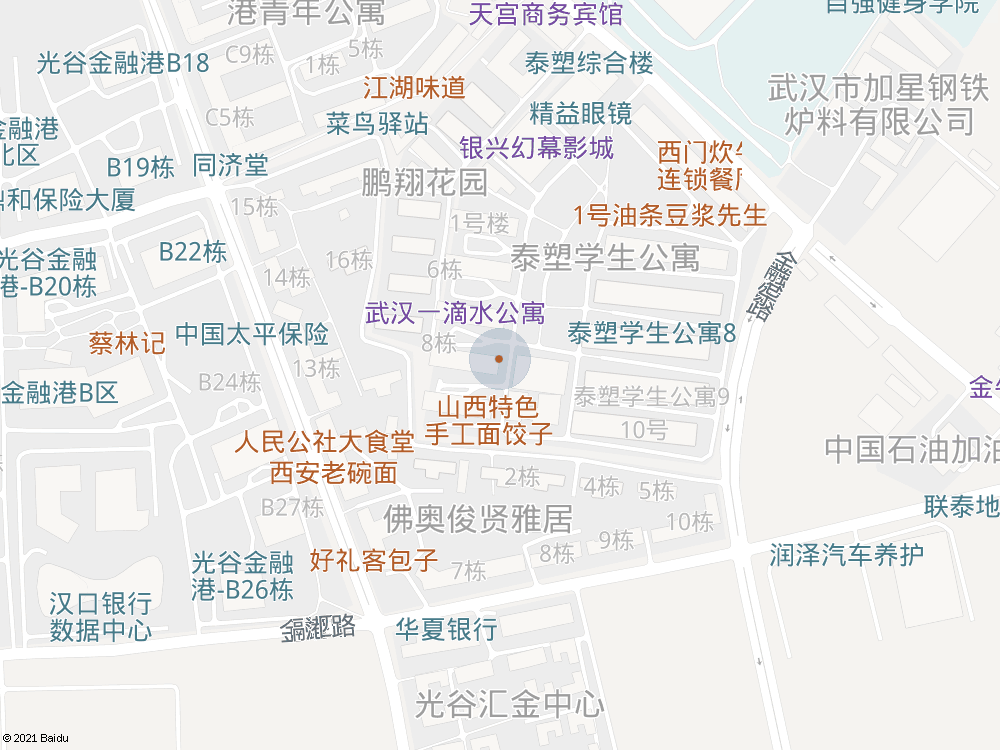 天宫商务宾馆
自强健身学院
港青年公寓
5栋
C9栋
1栋
光谷金融港B18
泰塑综合楼
江湖味道
武汉市加星钢铁
炉料有限公司
C5栋
菜鸟驿站
精益眼镜
金融港
北区
银兴幻幕影城
西门炊
连锁餐
B19栋
同济堂
鹏翔花园
鼎和保险大厦
15栋
1号楼
1号油条豆浆先生
B22栋
16栋
6栋
泰塑学生公寓
光谷金融
港-B20栋
14栋
金融港路
武汉一滴水公寓
蔡林记
中国太平保险
8栋
泰塑学生公寓8
13栋
B24栋
金融港B区
泰塑学生公寓9
山西特色
手工面饺子
10号
人民公社大食堂
西安老碗面
中国石油加油
2栋
4栋
5栋
B27栋
佛奥俊贤雅居
10栋
联泰地
9栋
8栋
润泽汽车养护
光谷金融
港-B26栋
好礼客包子
7栋
汉口银行
数据中心
路
华夏银行
光谷汇金中心
© 2021 Baidu